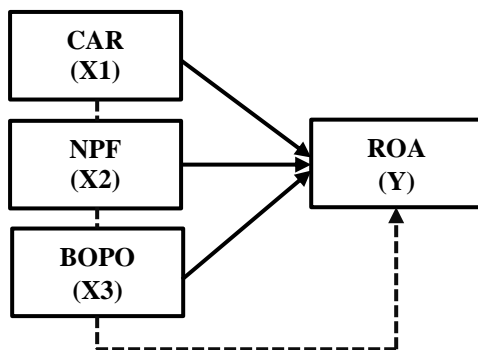 CAR
(X1)
NPF
(X2)
BOPO
(X3)
ROA
(Y)